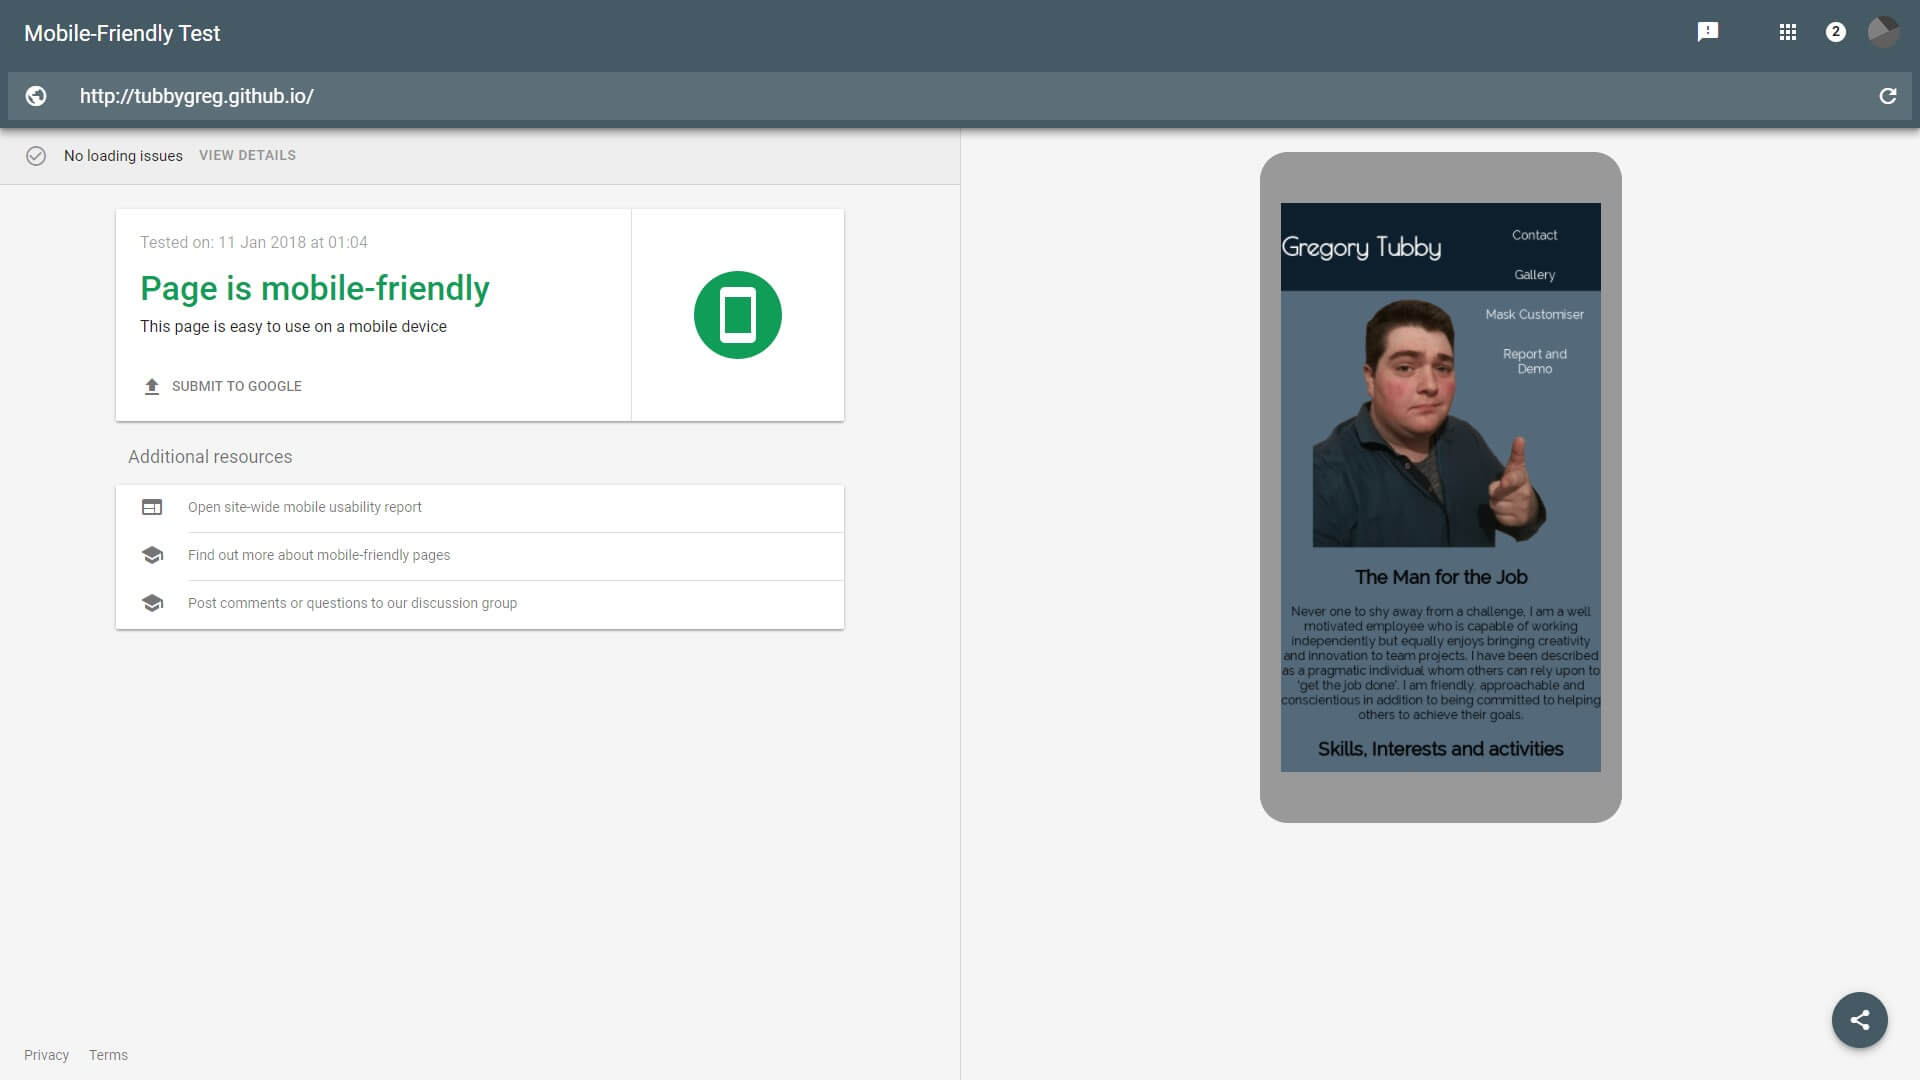 Mobile-Friendly Test
2
http://tubbygreg.github.io/
No loading issues VIEW DETAILS
Tested on: 11 Jan 2018 at 01:04
Page is mobile-friendly
This page is easy to use on a mobile device
SUBMIT TO GOOGLE
Additional resources
Open site-wide mobile usability report
Find out more about mobile-friendly pages
Post comments or questions to our discussion group
Privacy Terms
Gregory Tubby
Contact
Gallery
Mask Customiser
Report and
Demo
The Man for the Job
Never one to shy away from a challenge, I am a well
motivated employee who is capable of working
independently but equally enjoys bringing creativity
and innovation to team projects. I have been described
as a pragmatic individual whom others can rely upon to
'get the job done'. I am friendly, approachable and
conscientious in addition to being committed to helping
others to achieve their goals.
Skills, Interests and activities